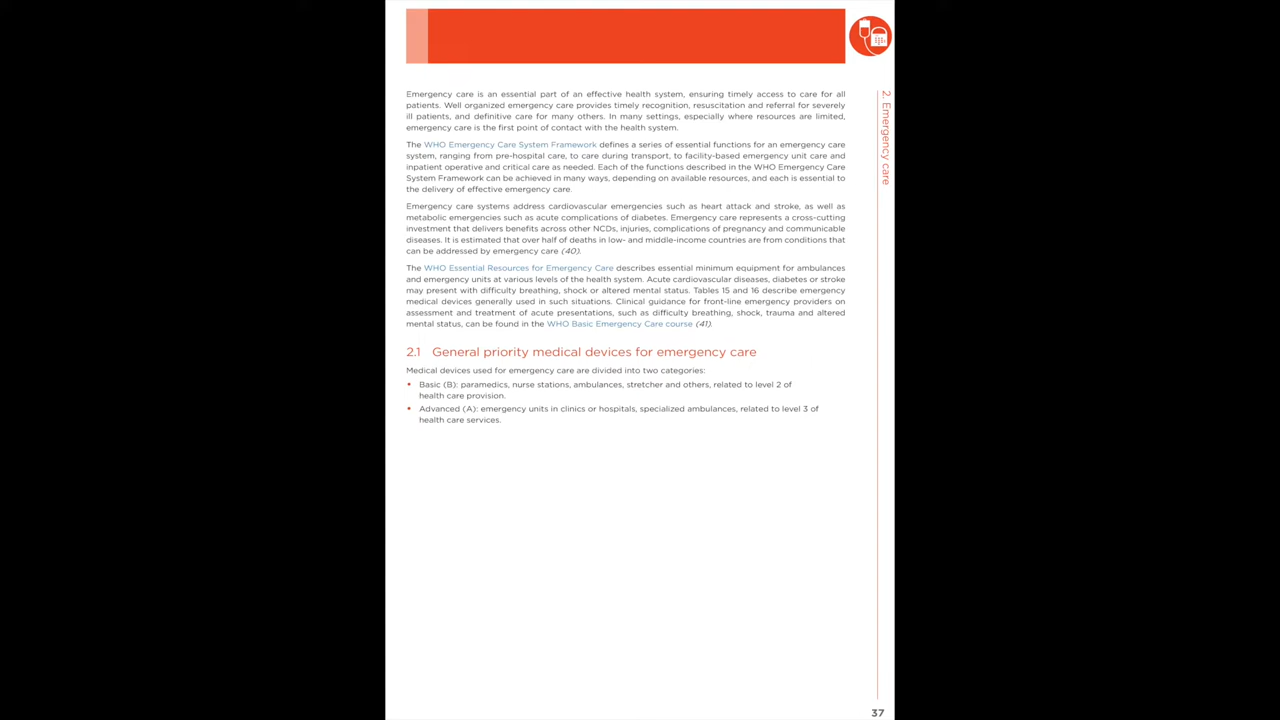 Emergency care is an essential part of an effective health system, ensuring timely access to care for all
patients. Well organized emergency care provides timely recognition, resuscitation and referral for severely
ill patients, and definitive care for many others. In many settings, especially where resources are limited,
emergency care is the first point of contact with the health system.
The WHO Emergency Care System Framework defines a series of essential functions for an emergency care
system, ranging from pre-hospital care, to care during transport, to facility-based emergency unit care and
inpatient operative and critical care as needed. Each of the functions described in the WHO Emergency Care
System Framework can be achieved in many ways, depending on available resources, and each is essential to
the delivery of effective emergency care.
Emergency care systems address cardiovascular emergencies such as heart attack and stroke, as well as
metabolic emergencies such as acute complications of diabetes. Emergency care represents a cross-cutting
investment that delivers benefits across other NCDs, injuries, complications of pregnancy and communicable
diseases. It is estimated that over half of deaths in low- and middle-income countries are from conditions that
can be addressed by emergency care (40).
The WHO Essential Resources for Emergency Care describes essential minimum equipment for ambulances
and emergency units at various levels of the health system. Acute cardiovascular diseases, diabetes or stroke
may present with difficulty breathing, shock or altered mental status. Tables 15 and 16 describe emergency
medical devices generally used in such situations. Clinical guidance for front-line emergency providers on
assessment and treatment of acute presentations, such as difficulty breathing, shock, trauma and altered
mental status, can be found in the WHO Basic Emergency Care course (41).
2.1 General priority medical devices for emergency care
Medical devices used for emergency care are divided into two categories:
• Basic (B): paramedics, nurse stations, ambulances, stretcher and others, related to level 2 of
health care provision.
• Advanced (A): emergency units in clinics or hospitals, specialized ambulances, related to level 3 of
health care services.
2. Emergency care
37